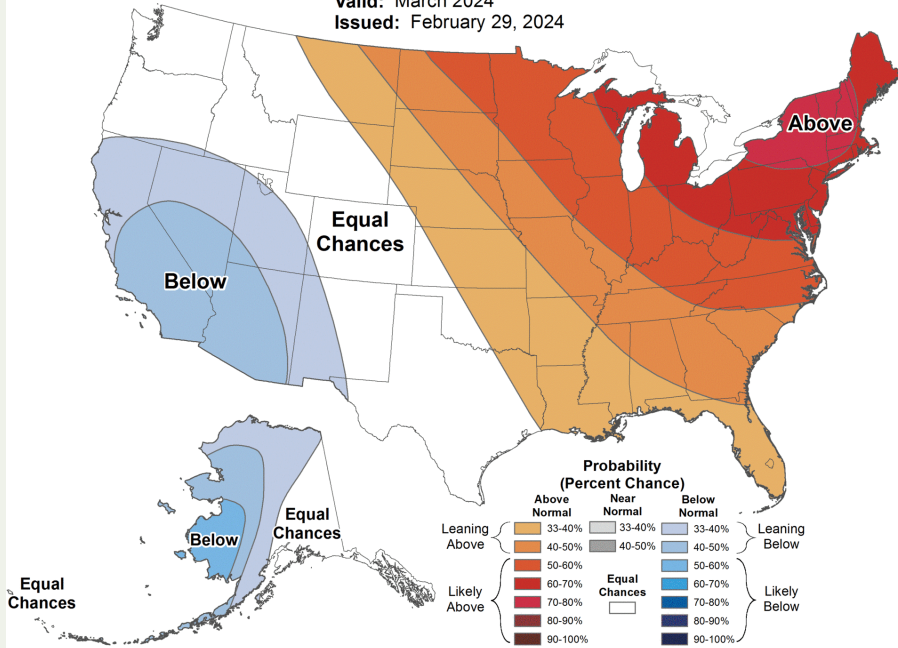 Valid: March 2024
Issued: February 29, 2024
Above
Equal
Chances
Below
Equal
Chances
Below
Equal
Chances
Probability
(Percent Chance)
Above
Normal
Near
Normal
Below
Normal
Leaning
Above
33-40%
33-40%
33-40%
Leaning
Below
40-50%
40-50%
40-50%
Likely
Above
50-60%
Equal
Chances
50-60%
Likely
Below
60-70%
60-70%
70-80%
70-80%
80-90%
80-90%
90-100%
90-100%